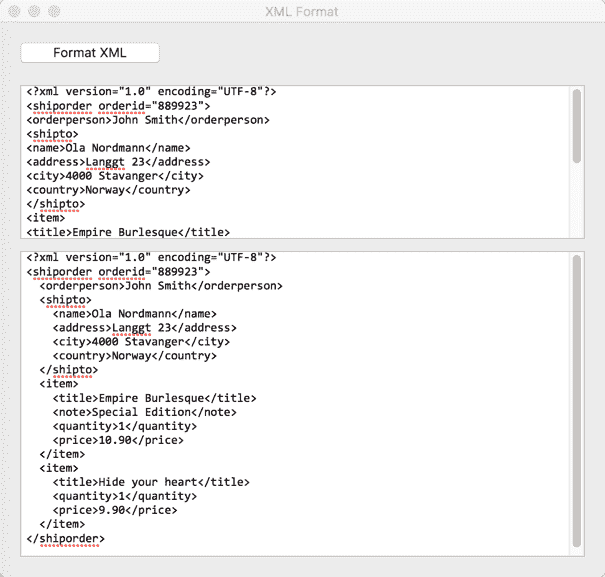 XML Format
Format XML
<?xml version="1.0" encoding="UTF-8"?>
<shiporder orderid="889923">
<orderperson>John Smith</orderperson>
<shipto>
<name>Ola Nordmann</name>
<address>Langgt 23</address>
<city>4000 Stavanger</city>
<country>Norway</country>
</shipto>
<item>
<title>Empire Burlesque</title>
<?xml version="1.0" encoding="UTF-8"?>
<shiporder orderid="889923">
  <orderperson>John Smith</orderperson>
  <shipto>
    <name>Ola Nordmann</name>
    <address>Langgt 23</address>
    <city>4000 Stavanger</city>
    <country>Norway</country>
  </shipto>
  <item>
    <title>Empire Burlesque</title>
    <note>Special Edition</note>
    <quantity>1</quantity>
    <price>10.90</price>
  </item>
  <item>
    <title>Hide your heart</title>
    <quantity>1</quantity>
    <price>9.90</price>
  </item>
</shiporder>